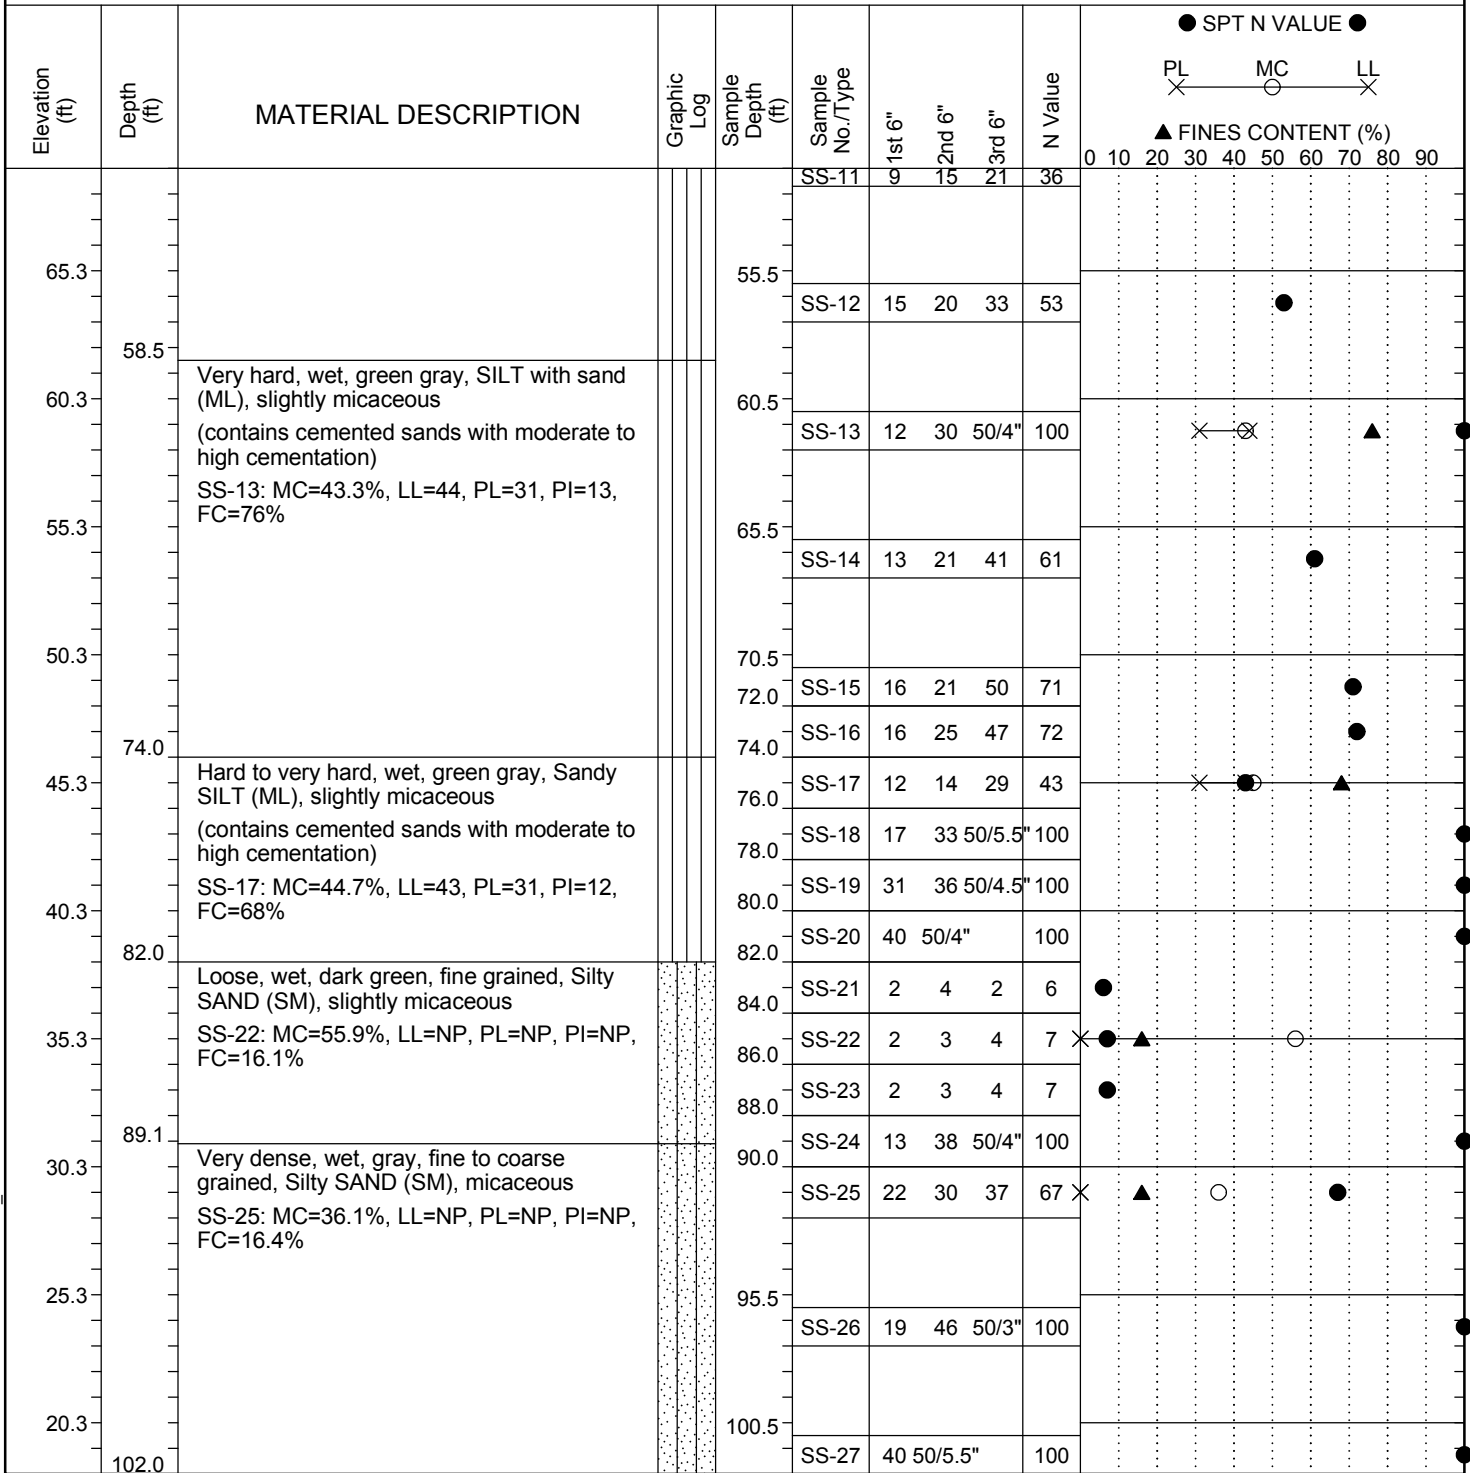 ● SPT N VALUE ●
PL MC LL
▲ FINES CONTENT (%)
0 10 20 30 40 50 60 70 80 90
Elevation (ft)
Depth (ft)
MATERIAL DESCRIPTION
Graphic Log
Sample Depth (ft)
Sample No./Type
1st 6"
2nd 6"
3rd 6"
N Value
SS-11 9 15 21 36
65.3 55.5
SS-12 15 20 33 53
58.5
Very hard, wet, green gray, SILT with sand
(ML), slightly micaceous
60.3 60.5
(contains cemented sands with moderate to
high cementation)
SS-13 12 30 50/4" 100
SS-13: MC=43.3%, LL=44, PL=31, PI=13,
FC=76%
55.3 65.5
SS-14 13 21 41 61
50.3 70.5
SS-15 16 21 50 71
72.0
SS-16 16 25 47 72
74.0 74.0
Hard to very hard, wet, green gray, Sandy
SILT (ML), slightly micaceous
45.3 SS-17 12 14 29 43
76.0
(contains cemented sands with moderate to
high cementation)
SS-18 17 33 50/5.5" 100
78.0
SS-17: MC=44.7%, LL=43, PL=31, PI=12,
FC=68%
SS-19 31 36 50/4.5" 100
40.3 80.0
SS-20 40 50/4" 100
82.0 82.0
Loose, wet, dark green, fine grained, Silty
SAND (SM), slightly micaceous
SS-21 2 4 2 6
84.0
SS-22: MC=55.9%, LL=NP, PL=NP, PI=NP,
FC=16.1%
35.3 SS-22 2 3 4 7
86.0
SS-23 2 3 4 7
88.0
89.1 SS-24 13 38 50/4" 100
90.0
Very dense, wet, gray, fine to coarse
grained, Silty SAND (SM), micaceous
30.3
SS-25 22 30 37 67
SS-25: MC=36.1%, LL=NP, PL=NP, PI=NP,
FC=16.4%
25.3 95.5
SS-26 19 46 50/3" 100
20.3 100.5
SS-27 40 50/5.5" 100
102.0